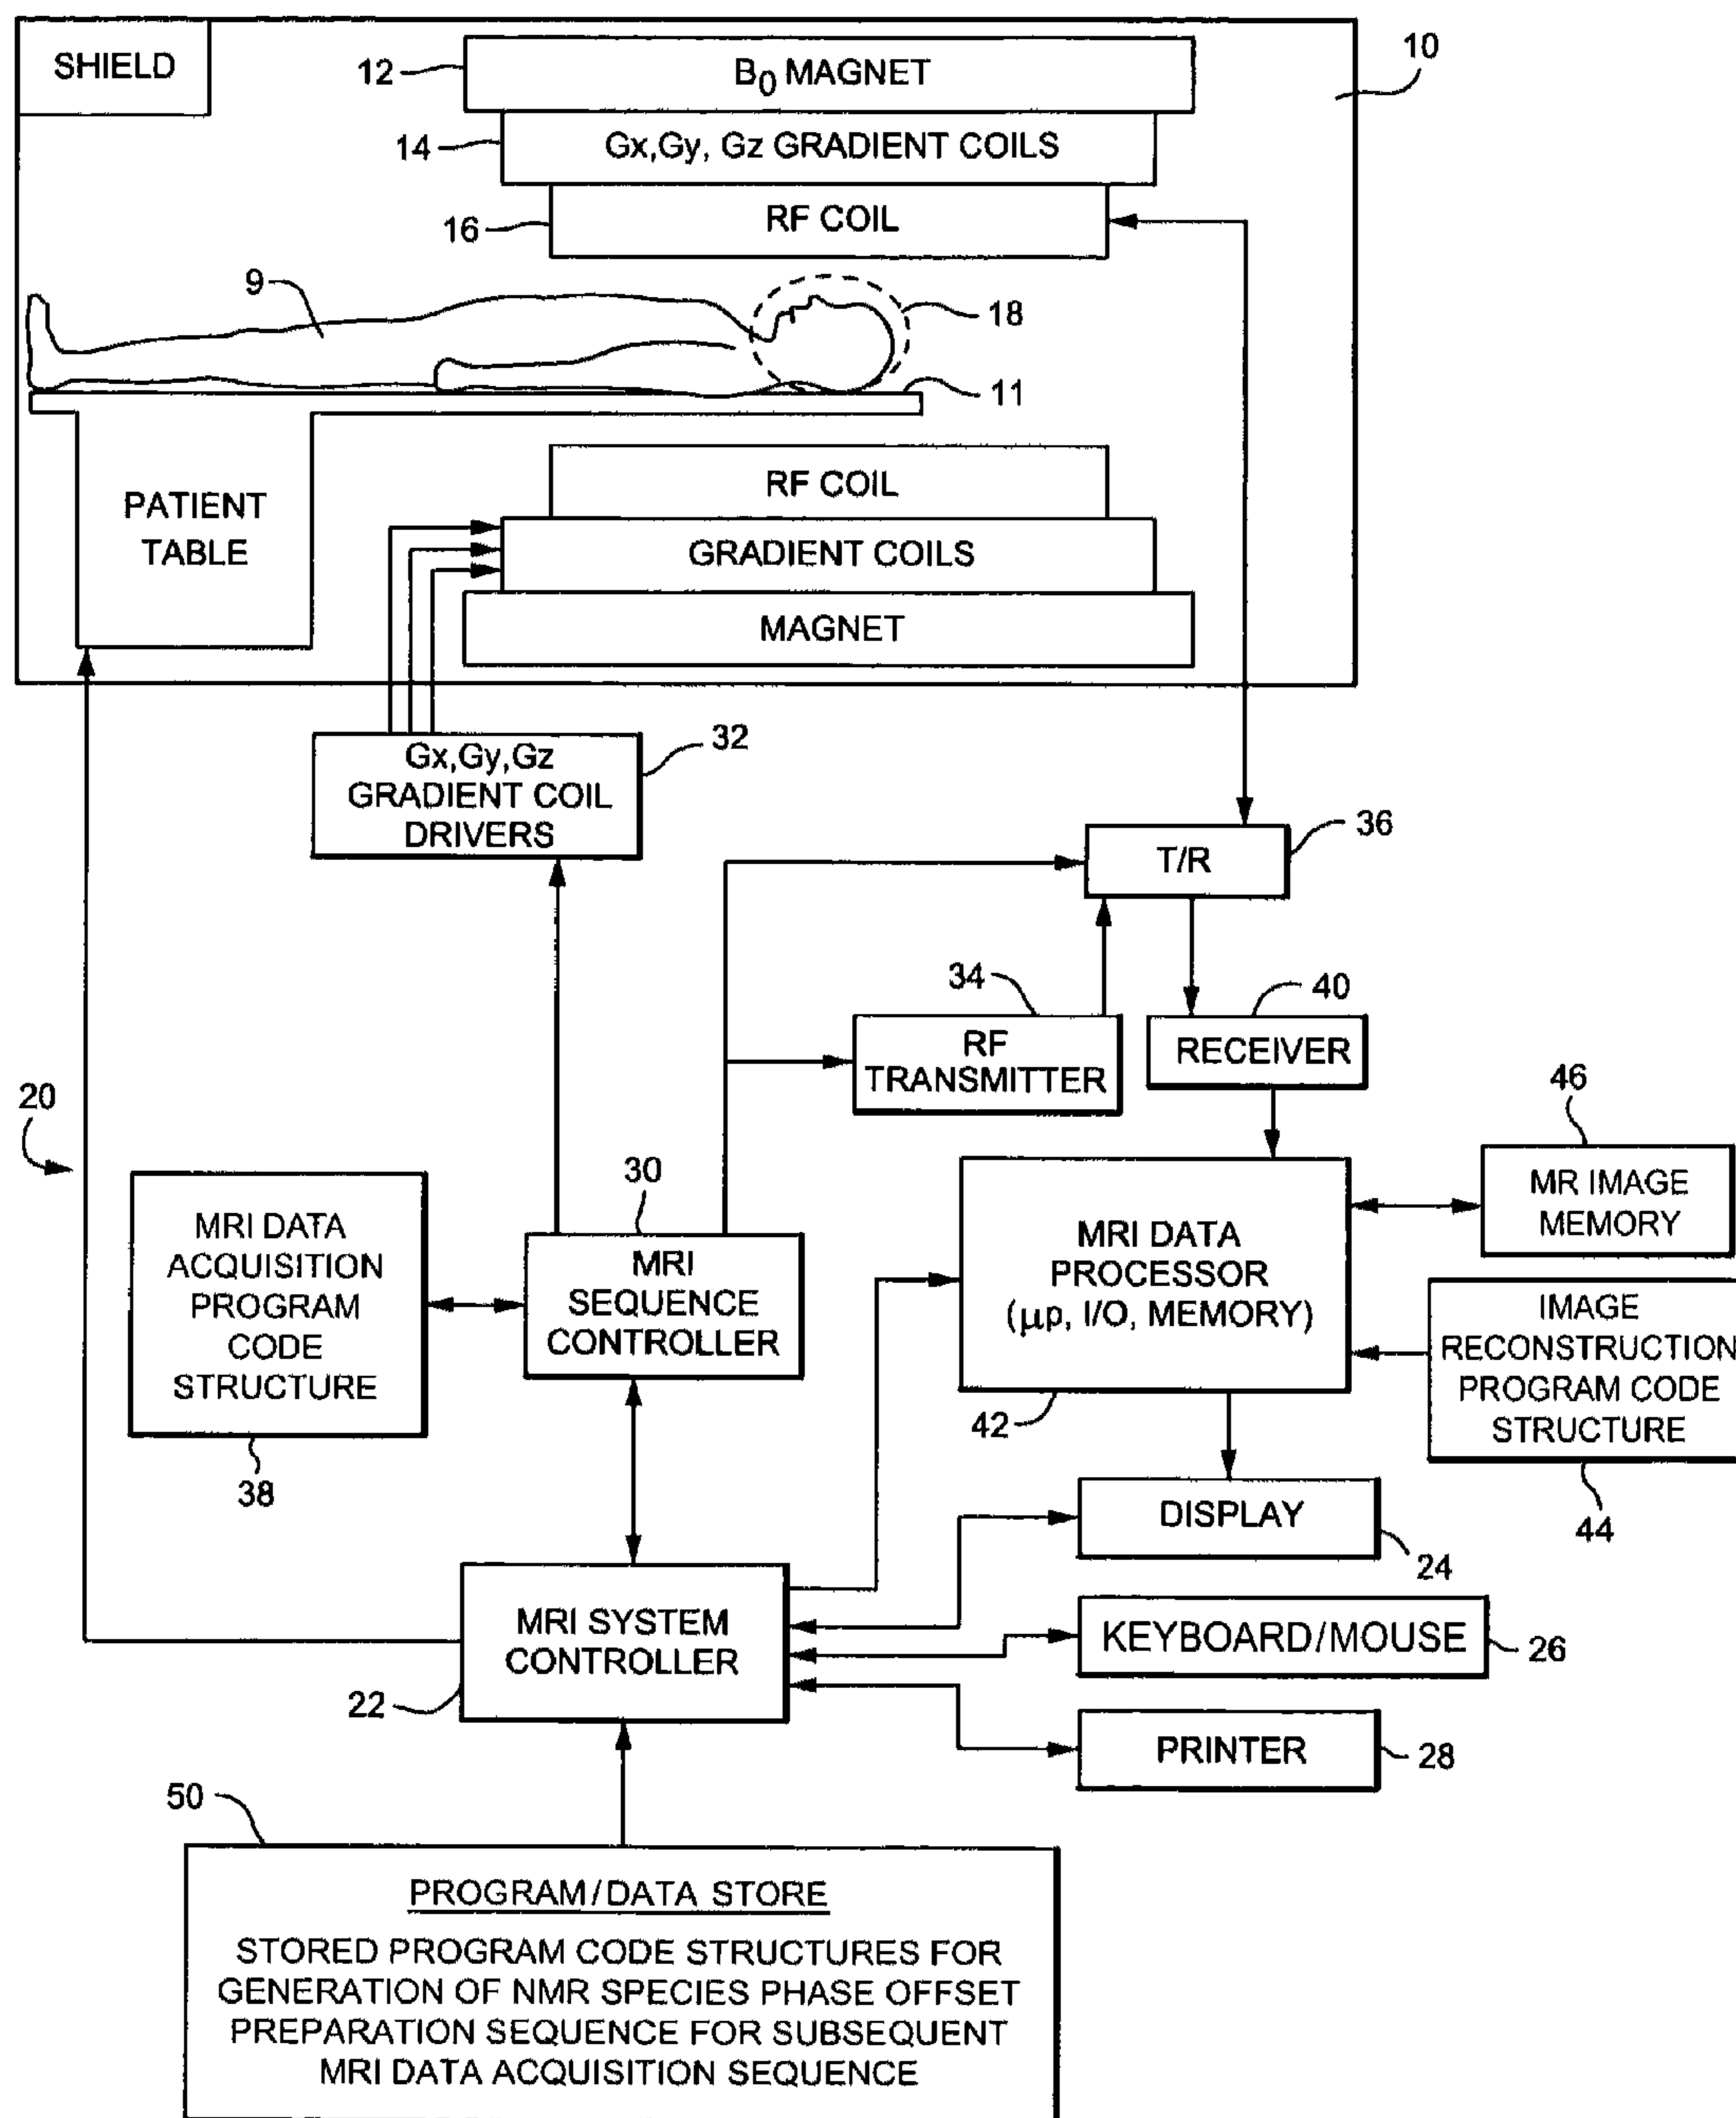 SHIELD
10
12
B0 MAGNET
14
Gx,Gy, Gz GRADIENT COILS
16
RF COIL
9
18
11
PATIENT
TABLE
RF COIL
GRADIENT COILS
MAGNET
Gx,Gy,Gz
GRADIENT COIL
DRIVERS
32
36
T/R
34
RF
TRANSMITTER
40
RECEIVER
46
MR IMAGE
MEMORY
20
30
MRI DATA
ACQUISITION
PROGRAM
CODE
STRUCTURE
38
MRI
SEQUENCE
CONTROLLER
MRI DATA
PROCESSOR
(µp, I/O, MEMORY)
42
IMAGE
RECONSTRUCTION
PROGRAM CODE
STRUCTURE
44
DISPLAY
24
MRI SYSTEM
CONTROLLER
22
KEYBOARD/MOUSE
26
PRINTER
28
50
PROGRAM/DATA STORE
STORED PROGRAM CODE STRUCTURES FOR
GENERATION OF NMR SPECIES PHASE OFFSET
PREPARATION SEQUENCE FOR SUBSEQUENT
MRI DATA ACQUISITION SEQUENCE